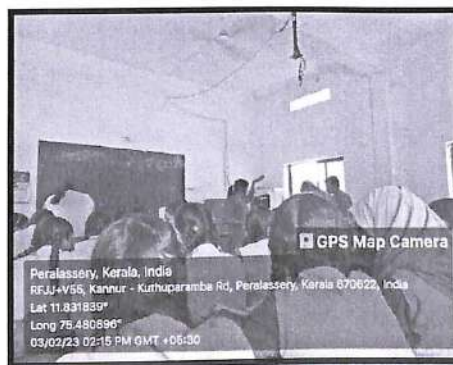 GPS Map Camera
Peralassery, Kerala, India
RFJJ+V55, Kannur - Kuthuparamba Rd, Peralassery, Kerala 670622, India
Lat 11.831839°
Long 75.480896°
03/02/23 02:15 PM GMT +05:30